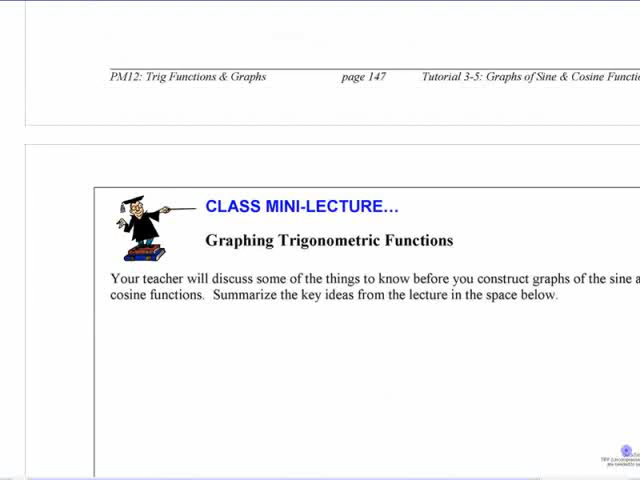 PM12: Trig Functions & Graphs page 147 Tutorial 3-5: Graphs of Sine & Cosine
CLASS MINI-LECTURE…
Graphing Trigonometric Functions
Your teacher will discuss some of the things to know before you construct graphs of the sine
cosine functions. Summarize the key ideas from the lecture in the space below.